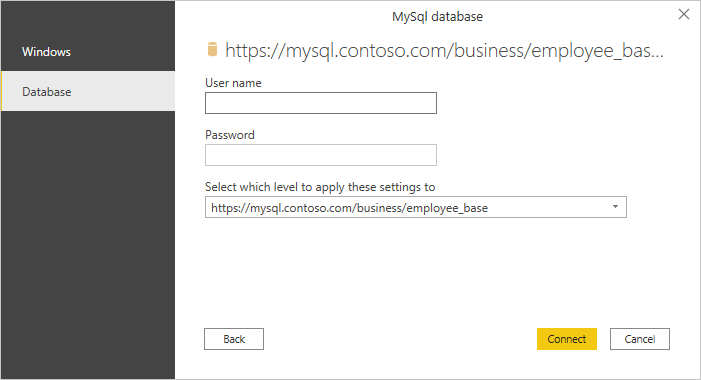 MySql database
Windows
Database
https://mysql.contoso.com/business/employee_bas...
User name
Password
Select which level to apply these settings to
https://mysql.contoso.com/business/employee_base
Back
Connect
Cancel